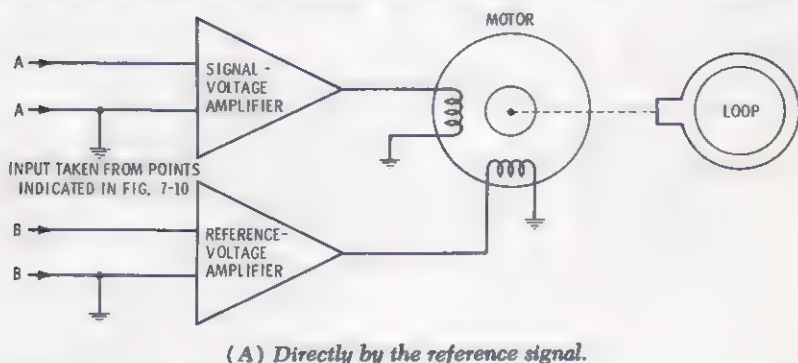 MOTOR
A
SIGNAL -
VOLTAGE
AMPLIFIER
A
LOOP
INPUT TAKEN FROM POINTS
INDICATED IN FIG. 7-10
B
REFERENCE-
VOLTAGE
AMPLIFIER
B
(A) Directly by the reference signal.